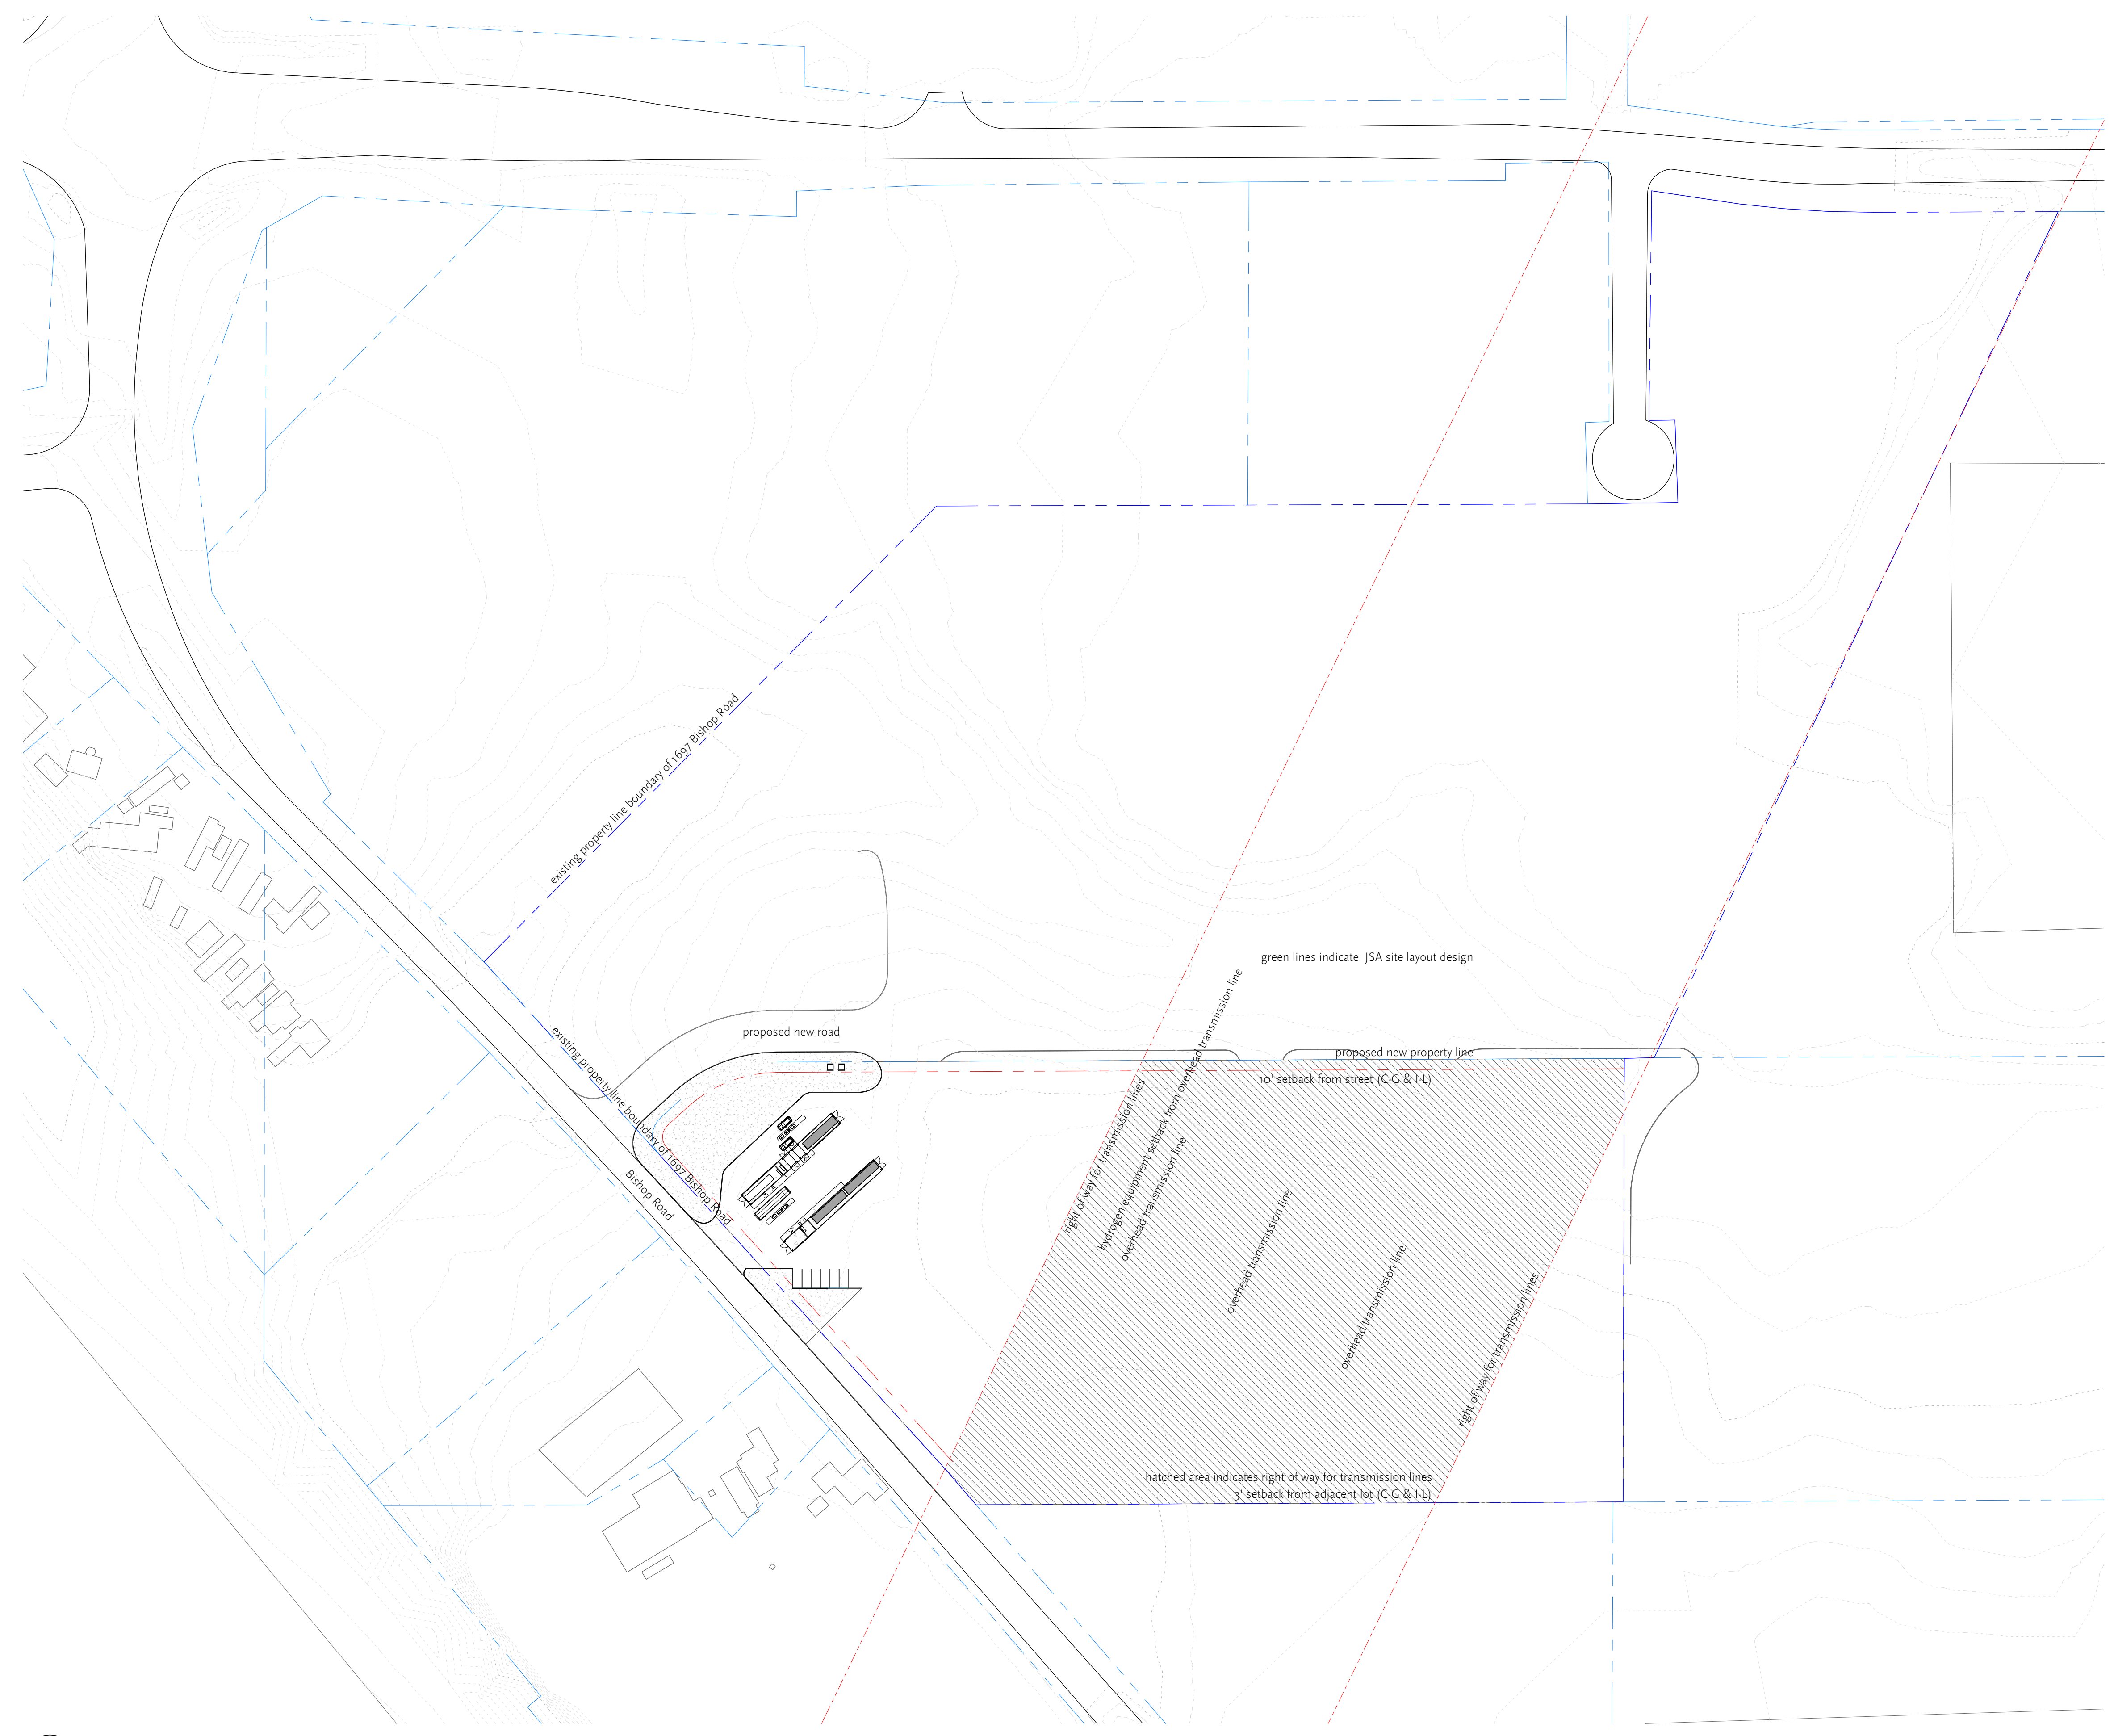 existing property line boundary of 1697 Bishop Road
green lines indicate  JSA site layout design
proposed new road
existing property line boundary of 1697 Bishop Road
Bishop Road
proposed new property line
10' setback from street (C-G & I-L)
right of way for transmission lines
hydrogen equipment setback from overhead transmission line
overhead transmission line
overhead transmission line
overhead transmission line
right of way for transmission lines
hatched area indicates right of way for transmission lines
3' setback from adjacent lot (C-G & I-L)